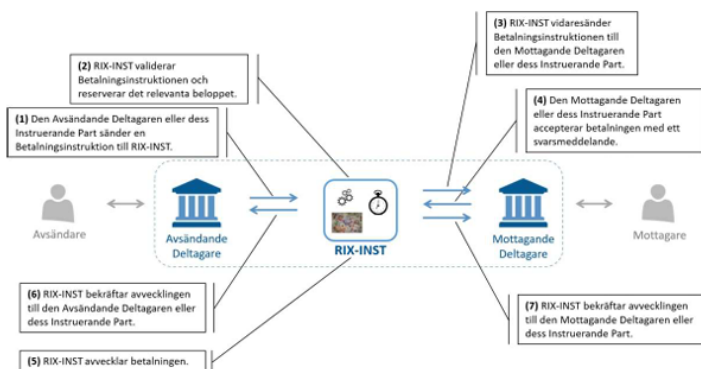 (3) RIX-INST vidaresänder
Betalningsinstruktionen till
den Mottagande Deltagaren
eller dess Instruerande Part.
(2) RIX-INST validerar
Betalningsinstruktionen och
reserverar det relevanta beloppet.
(1) Den Avsändande Deltagaren eller dess
Instruerande Part sänder en
Betalningsinstruktion till RIX-INST.
(4) Den Mottagande Deltagaren
eller dess Instruerande Part
accepterar betalningen med ett
svarsmeddelande.
Avsändare
Avsändande
Deltagare
RIX-INST
Mottagande
Deltagare
Mottagare
(6) RIX-INST bekräftar avvecklingen
till den Avsändande Deltagaren eller
dess Instruerande Part.
(7) RIX-INST bekräftar avvecklingen
till den Mottagande Deltagaren eller
dess Instruerande Part.
(5) RIX-INST avvecklar betalningen.